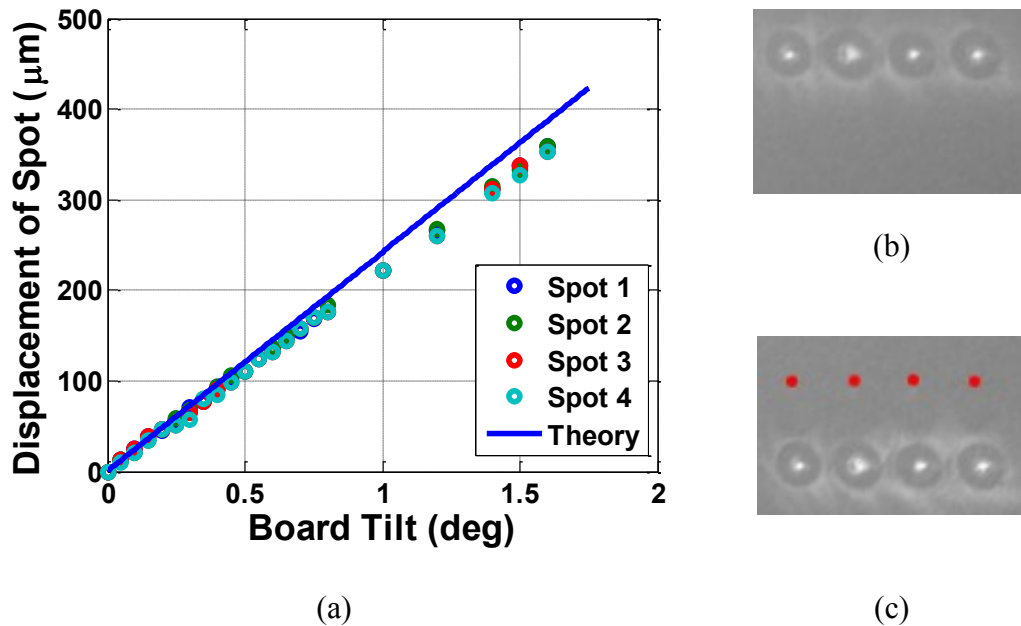 500
400
300
200
100
0
Displacement of Spot (μm)
0
0.5
1
1.5
2
Board Tilt (deg)
Spot 1
Spot 2
Spot 3
Spot 4
Theory
(a)
(b)
(c)